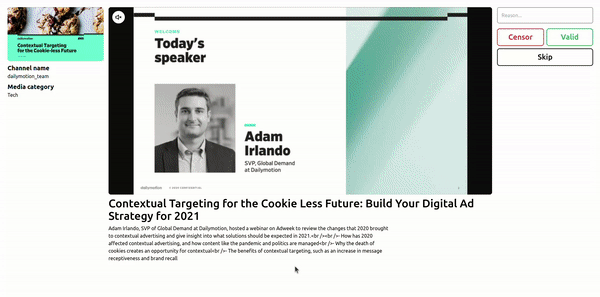 dailymotion
Contextual Targeting
for the Cookie-less Future
Channel name
dailymotion_team
Media category
Tech
WELCOME
Today's
speaker
Adam
Irlando
SVP, Global Demand
at Dailymotion
dailymotion
Contextual Targeting for the Cookie Less Future: Build Your Digital Ad
Strategy for 2021
Adam Irlando, SVP of Global Demand at Dailymotion, hosted a webinar on Adweek to review the changes that 2020 brought
to contextual advertising and give insight into what solutions should be expected in 2021.<br /><br />- How has 2020
affected contextual advertising, and how content like the pandemic and politics are managed<br />- Why the death of
cookies creates an opportunity for contextual<br />- The benefits of contextual targeting, such as an increase in message
receptiveness and brand recall
Reason...
Censor
Valid
Skip